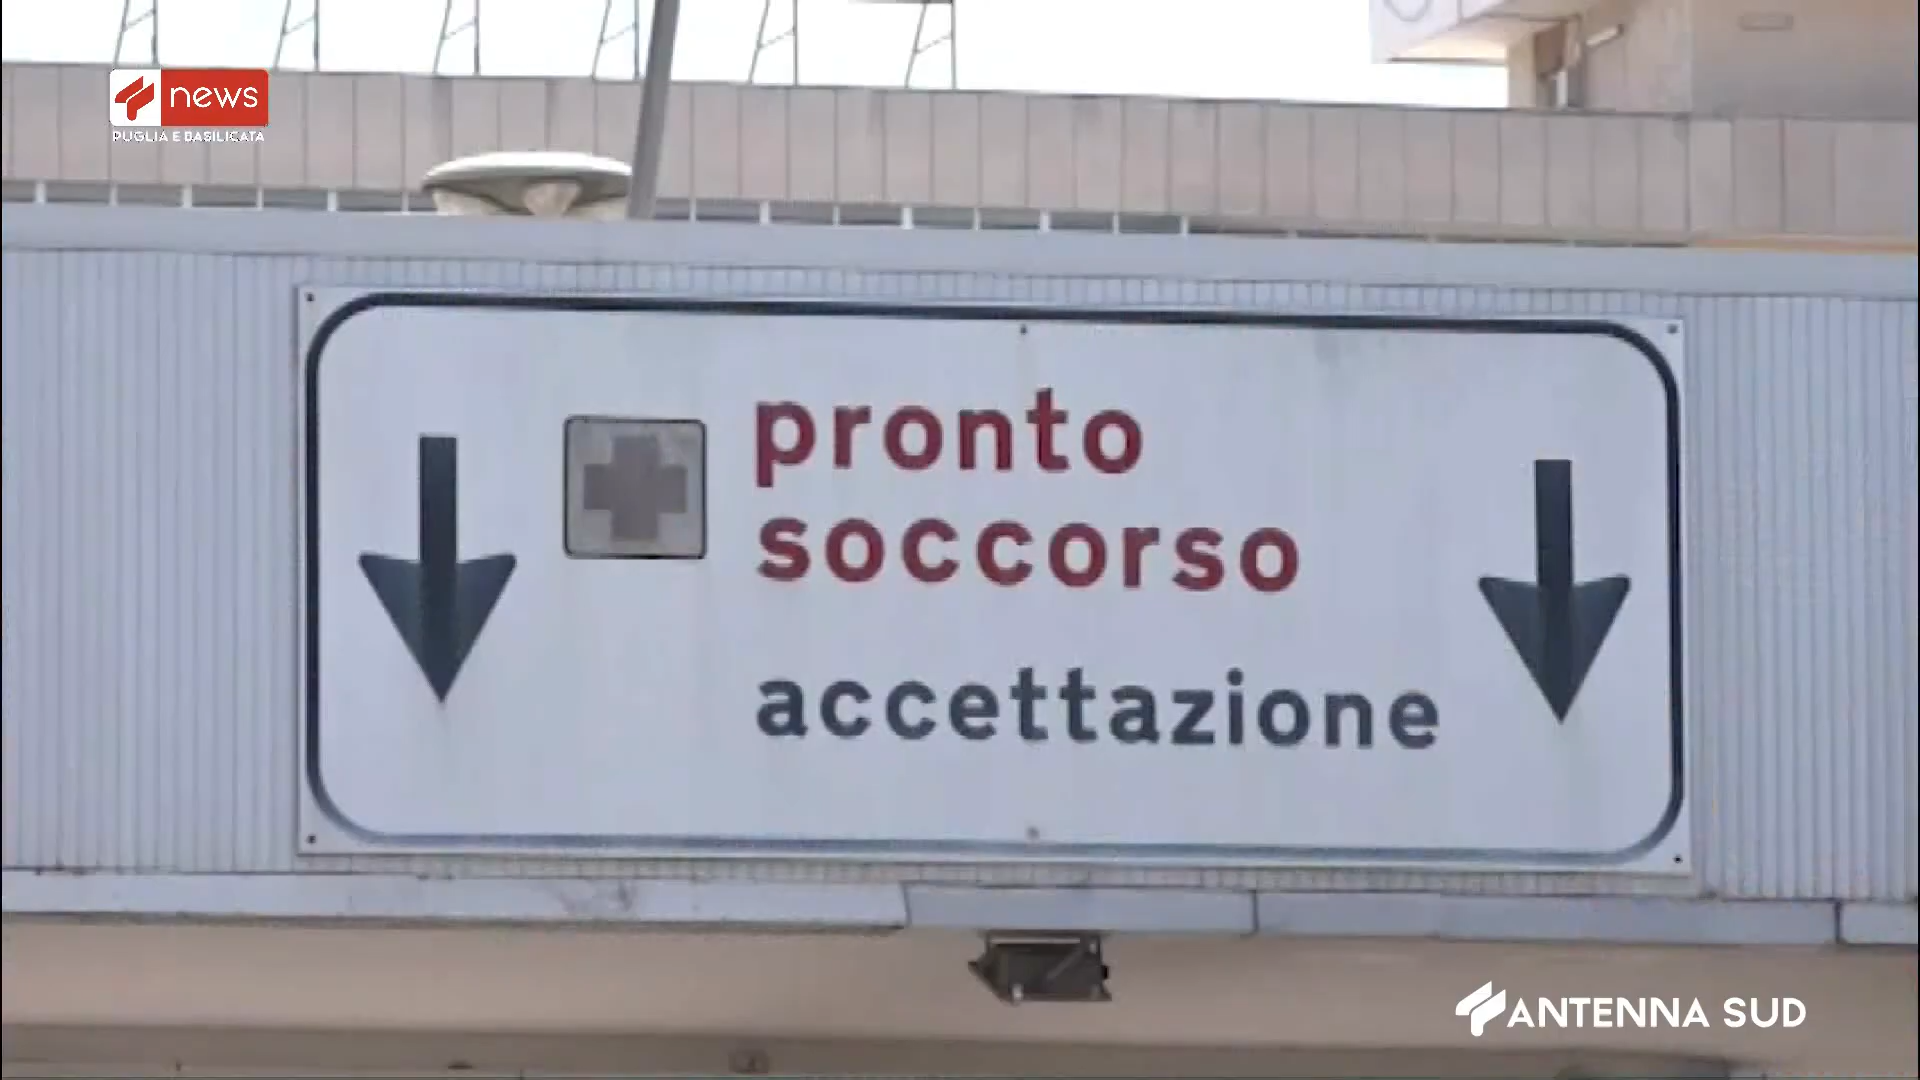 news
PUGLIA E BASILICATA
pronto
soccorso
accettazione
ANTENNA SUD